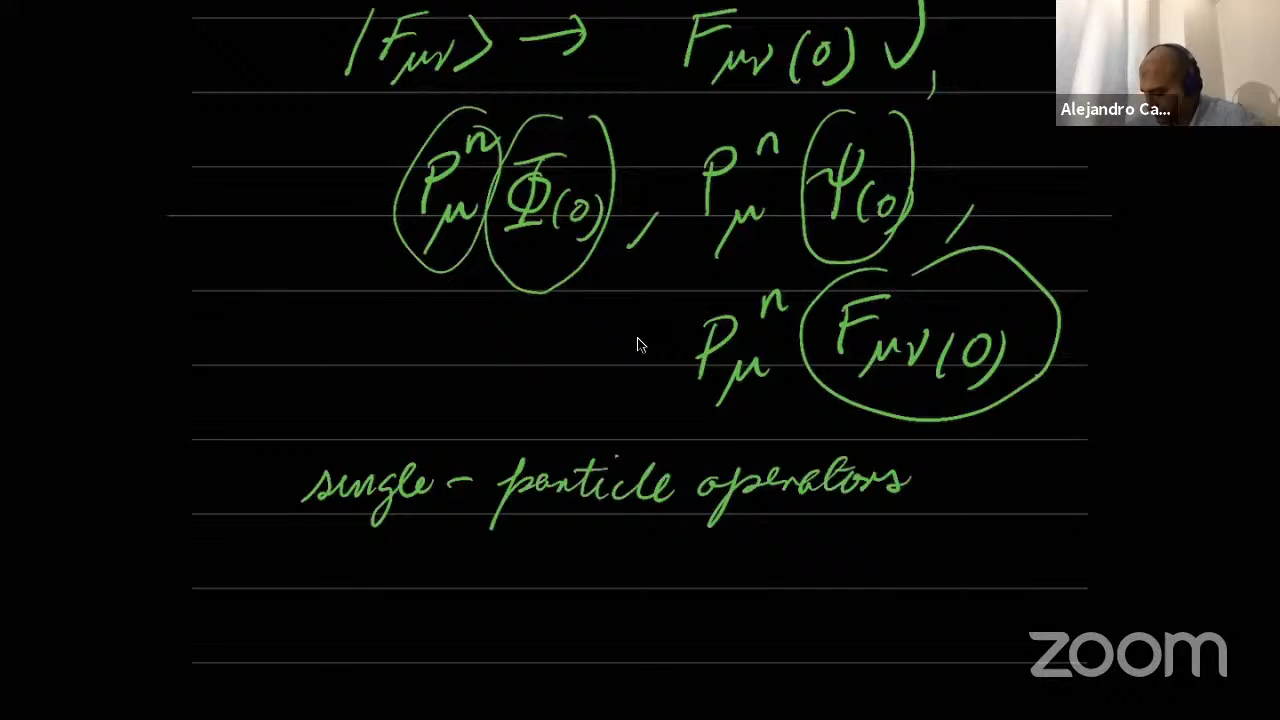 |F_μν⟩ → F_μν(0) ,
Alejandro Ca...
P_μ^n Φ(0) , P_μ^n Ψ(0) ,
P_μ^n F_μν(0)
single - particle operators
zoom